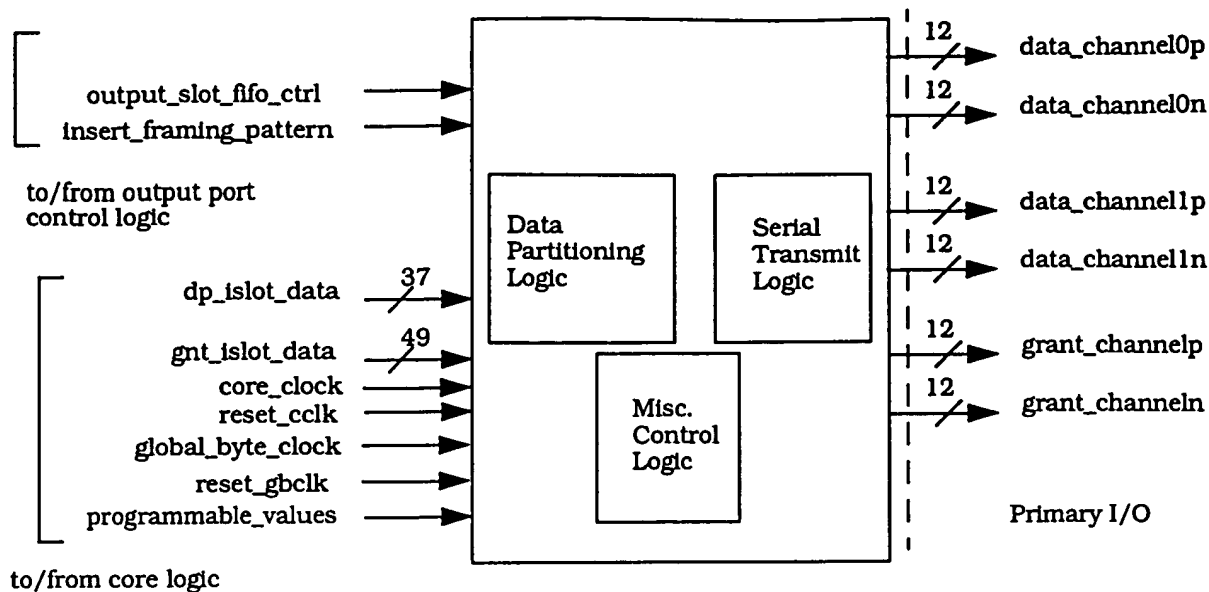 output_slot_fifo_ctrl
insert_framing_pattern
to/from output port
control logic
dp_islot_data
37
gnt_islot_data
49
core_clock
reset_cclk
global_byte_clock
reset_gbclk
programmable_values
to/from core logic
Data
Partitioning
Logic
Serial
Transmit
Logic
Misc.
Control
Logic
12
data_channel0p
12
data_channel0n
12
data_channel1p
12
data_channel1n
12
grant_channelp
12
grant_channeln
Primary I/O